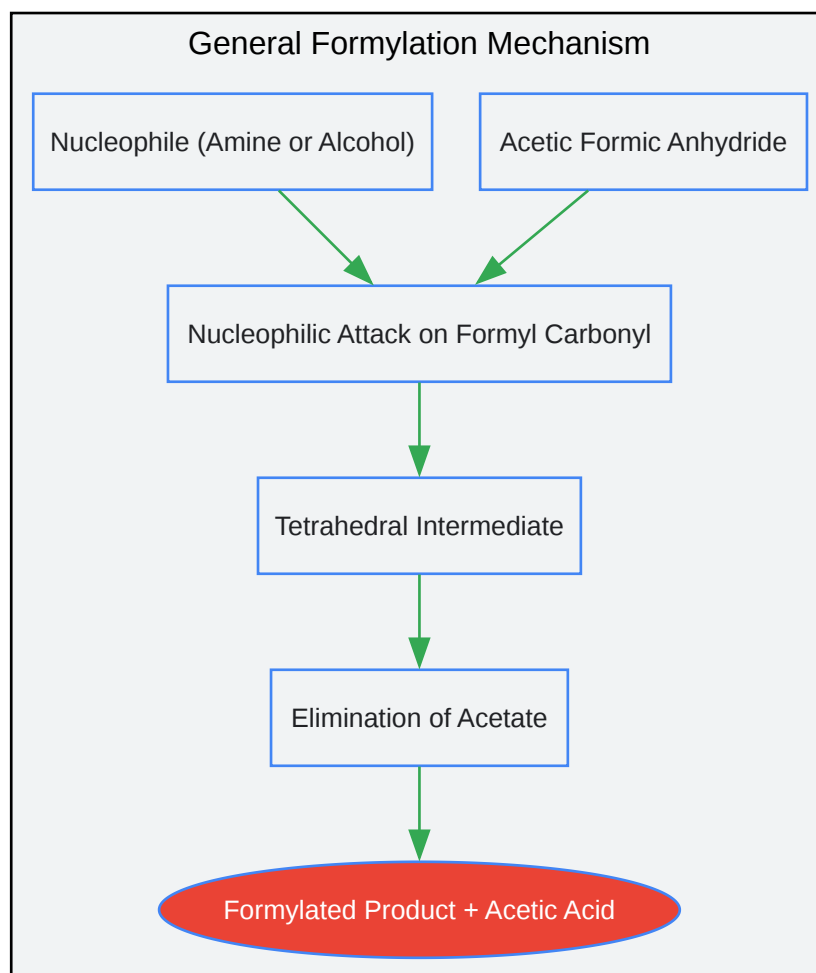 General Formylation Mechanism
Nucleophile (Amine or Alcohol)
Acetic Formic Anhydride
Nucleophilic Attack on Formyl Carbonyl
Tetrahedral Intermediate
Elimination of Acetate
Formylated Product + Acetic Acid